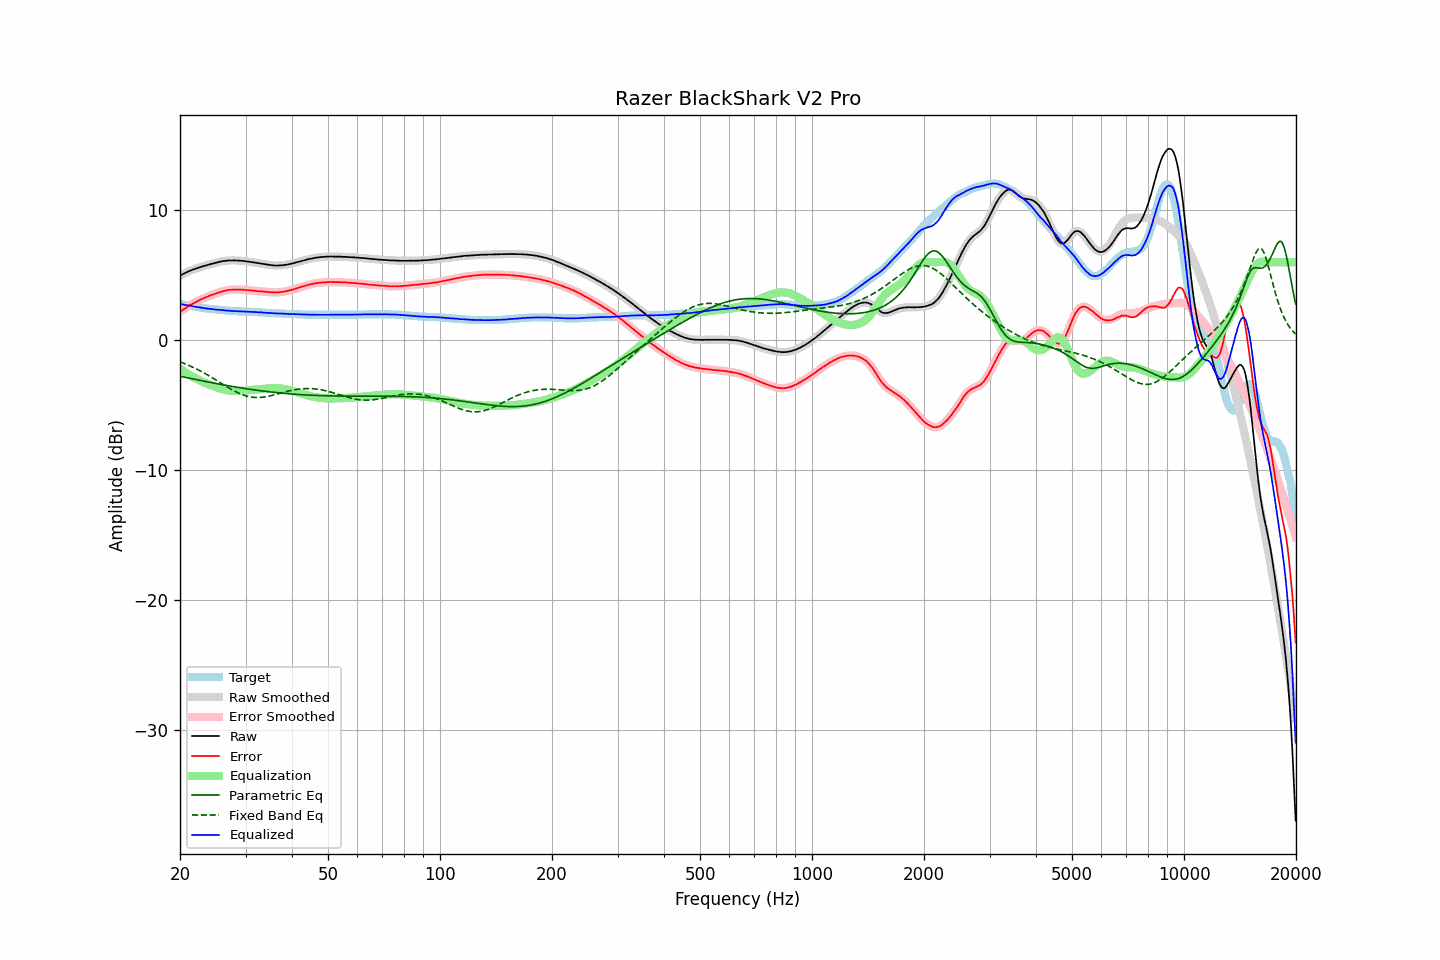 Razer BlackShark V2 Pro
Amplitude (dBr)
10
0
−10
−20
−30
Target
Raw Smoothed
Error Smoothed
Raw
Error
Equalization
Parametric Eq
Fixed Band Eq
Equalized
20 50 100 200 500 1000 2000 5000 10000 20000
Frequency (Hz)